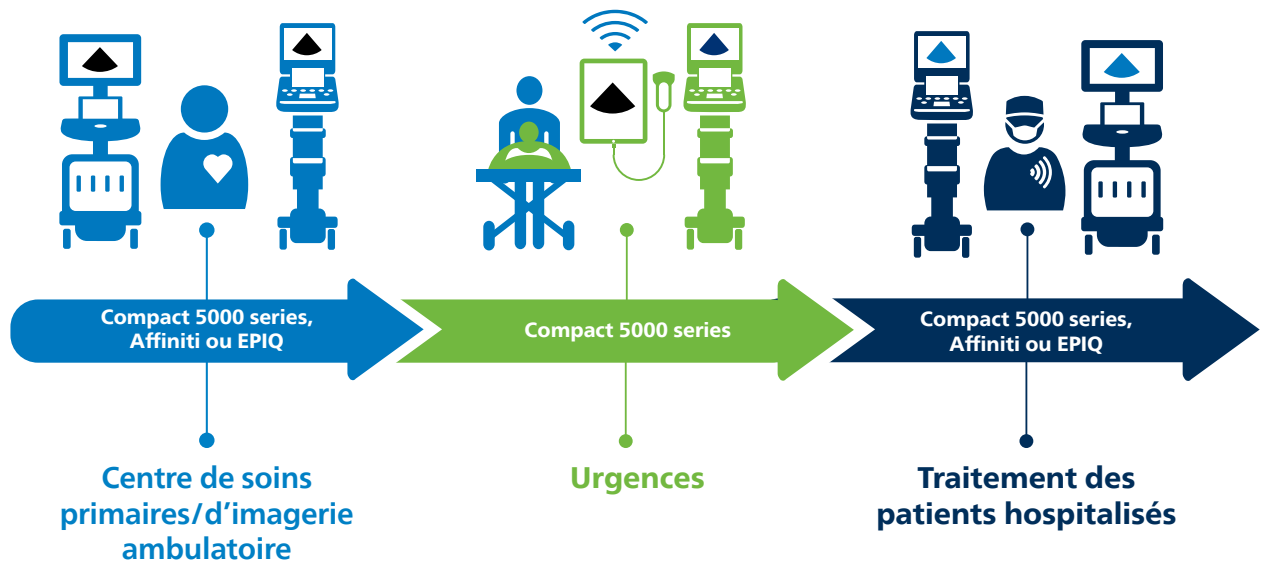 Compact 5000 series,
Affiniti ou EPIQ
Compact 5000 series
Compact 5000 series,
Affiniti ou EPIQ
Centre de soins
primaires/d’imagerie
ambulatoire
Urgences
Traitement des
patients hospitalisés